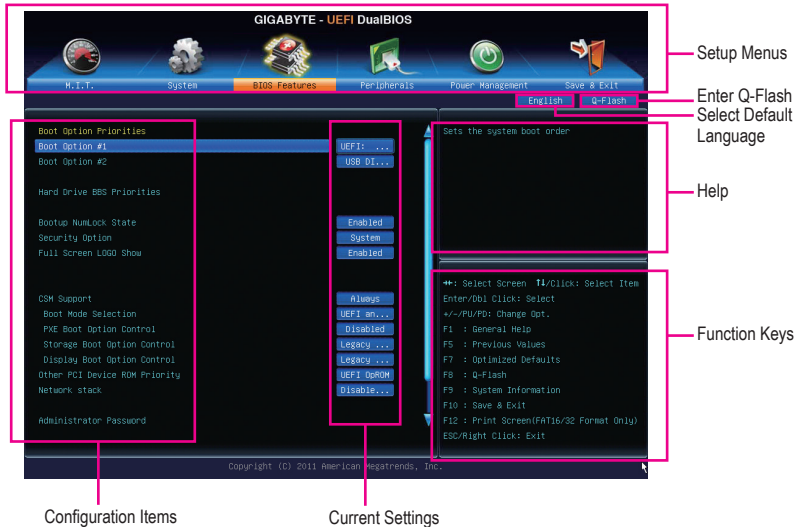 GIGABYTE - UEFI DualBIOS
M.I.T. System BIOS Features Peripherals Power Management Save & Exit
Setup Menus
English Q-Flash
Enter Q-Flash
Select Default
Language
Boot Option Priorities
Boot Option #1 UEFI: ...
Boot Option #2 USB DI...
Hard Drive BBS Priorities
Bootup NumLock State Enabled
Security Option System
Full Screen LOGO Show Enabled
CSM Support Always
Boot Mode Selection UEFI an...
PXE Boot Option Control Disabled
Storage Boot Option Control Legacy ...
Display Boot Option Control Legacy ...
Other PCI Device ROM Priority UEFI OpROM
Network stack Disable...
Administrator Password
Sets the system boot order
Help
↔: Select Screen ↑↓/Click: Select Item
Enter/Dbl Click: Select
+/-/PU/PD: Change Opt.
F1 : General Help
F5 : Previous Values
F7 : Optimized Defaults
F8 : Q-Flash
F9 : System Information
F10 : Save & Exit
F12 : Print Screen(FAT16/32 Format Only)
ESC/Right Click: Exit
Function Keys
Copyright (C) 2011 American Megatrends, Inc.
Configuration Items
Current Settings